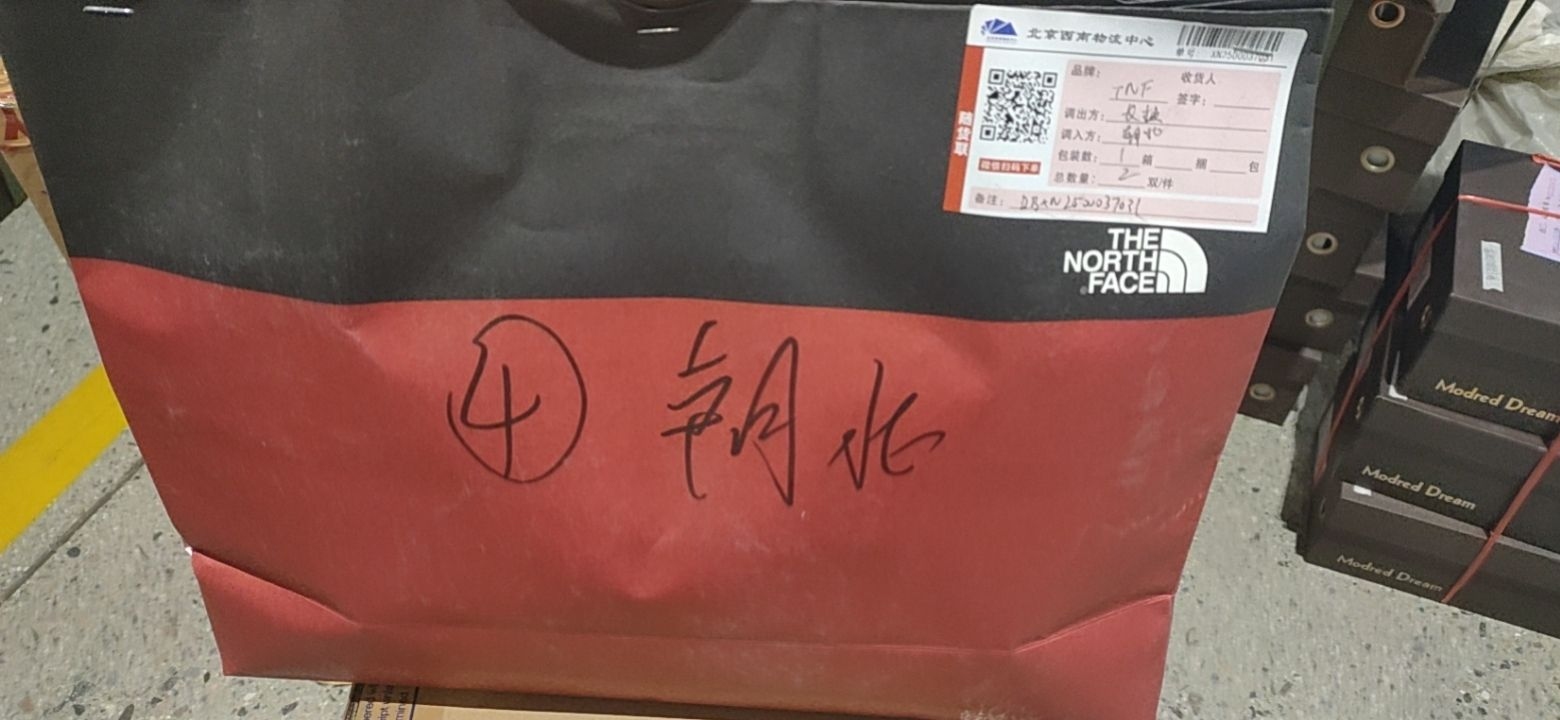 北京西南物流中心
单号:
随货联
微信扫码下单
品牌: TNF
收货人
签字:
调出方:
调入方: 朝北
包装数: 1 箱 捆 包
总数量: 2 双/件
备注:
THE
NORTH
FACE
④ 朝北
Modred Dream
Modred Dream
Modred Dream